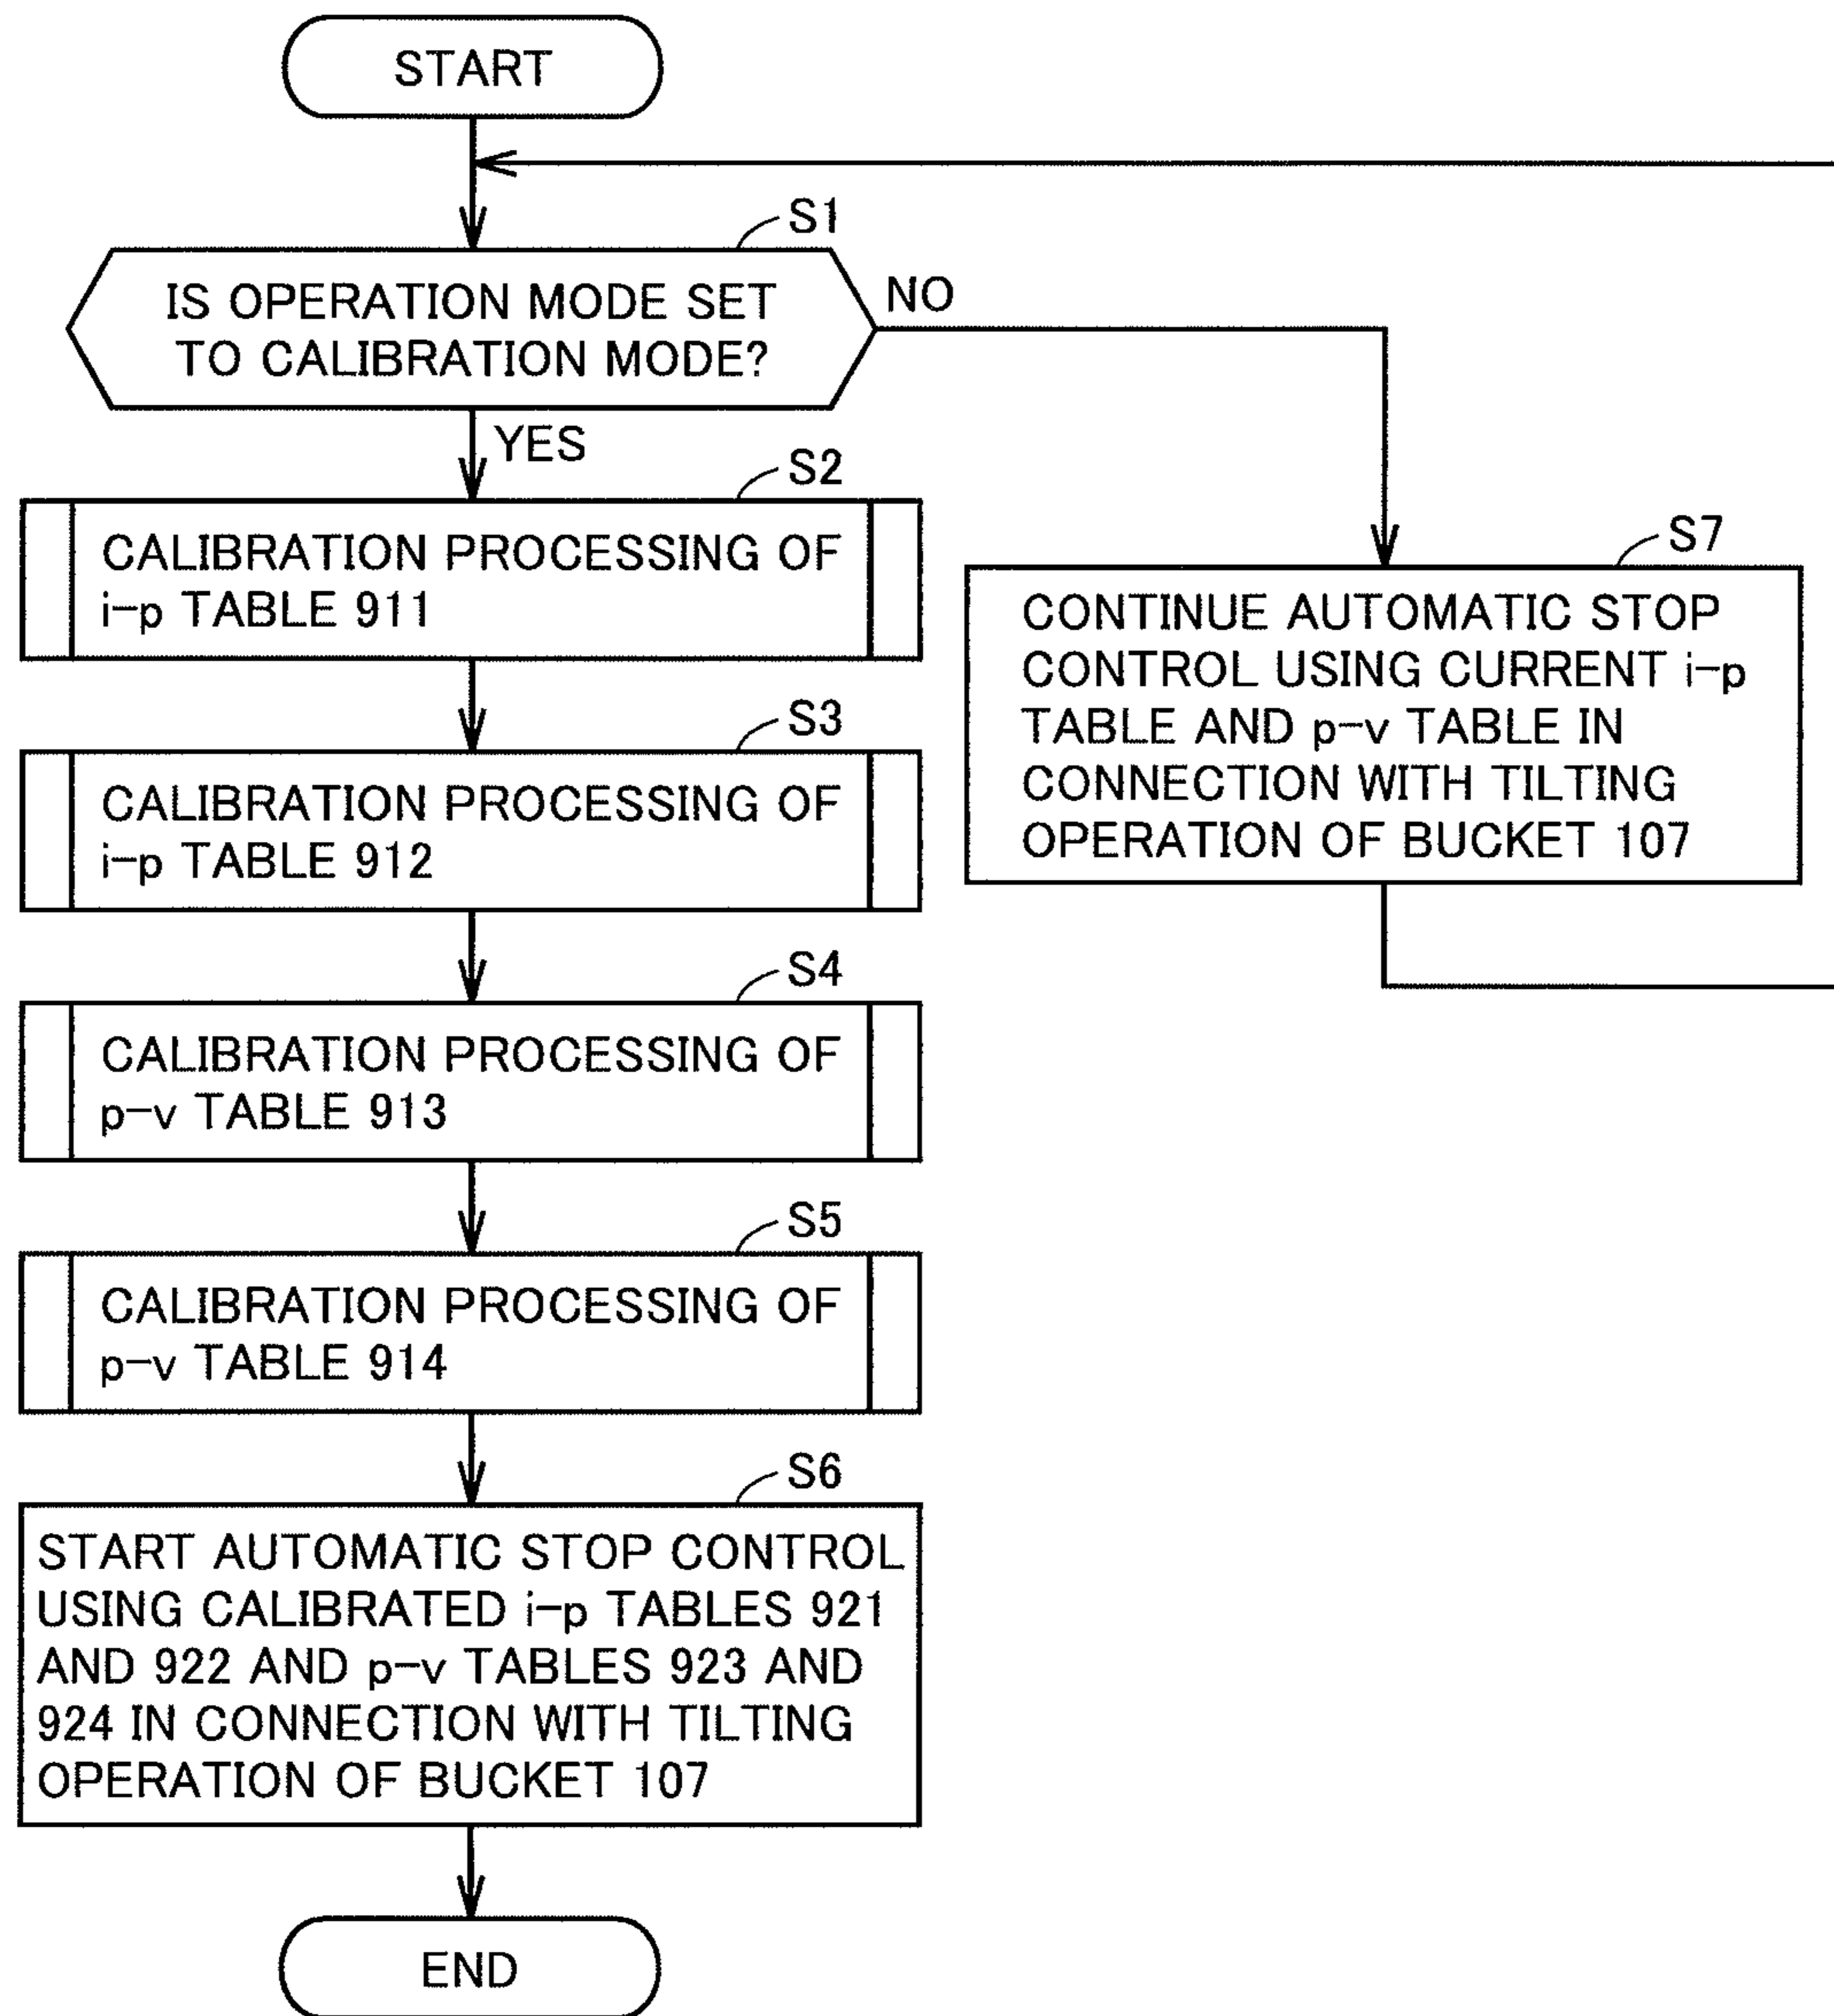 START
S1
IS OPERATION MODE SET
TO CALIBRATION MODE?
NO
YES
S2
CALIBRATION PROCESSING OF
i-p TABLE 911
S3
CALIBRATION PROCESSING OF
i-p TABLE 912
S4
CALIBRATION PROCESSING OF
p-v TABLE 913
S5
CALIBRATION PROCESSING OF
p-v TABLE 914
S6
START AUTOMATIC STOP CONTROL
USING CALIBRATED i-p TABLES 921
AND 922 AND p-v TABLES 923 AND
924 IN CONNECTION WITH TILTING
OPERATION OF BUCKET 107
END
S7
CONTINUE AUTOMATIC STOP
CONTROL USING CURRENT i-p
TABLE AND p-v TABLE IN
CONNECTION WITH TILTING
OPERATION OF BUCKET 107